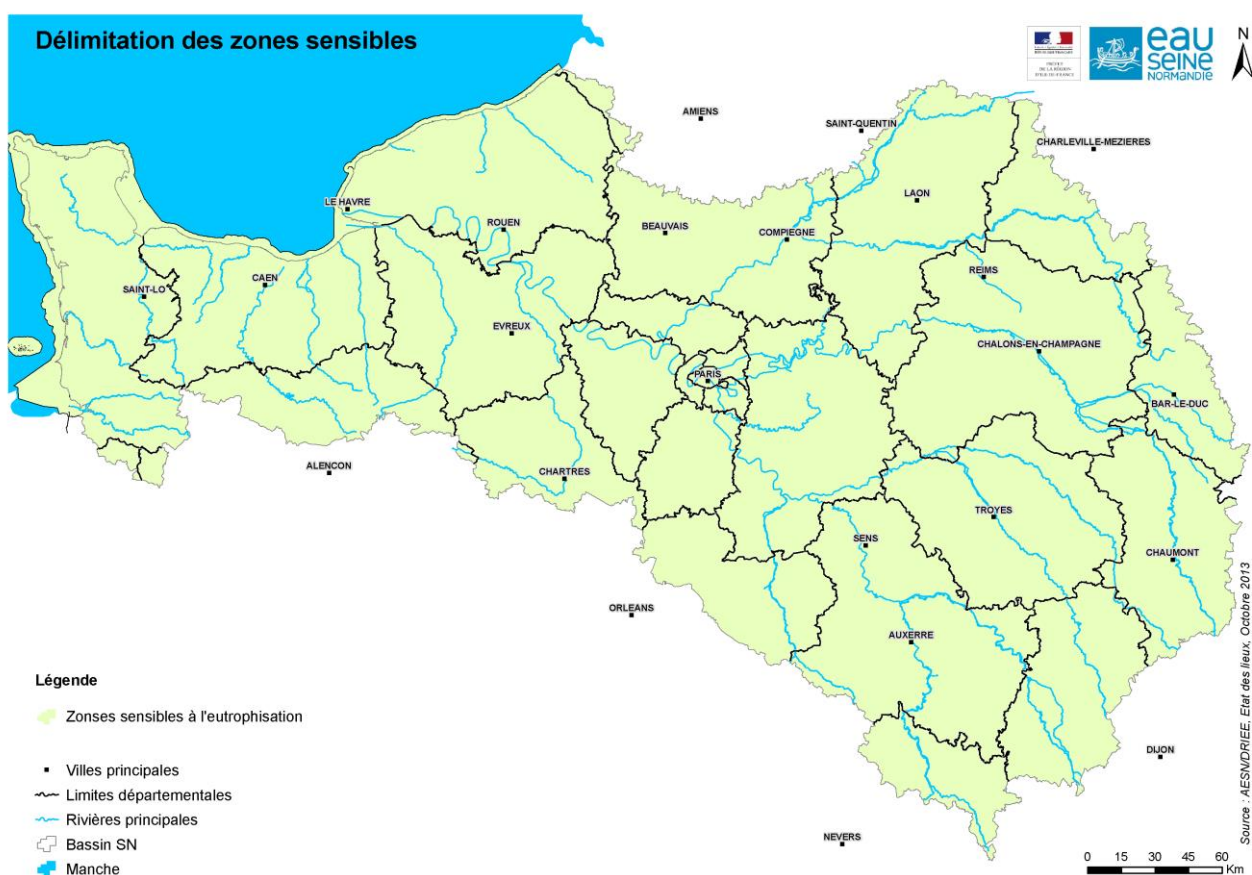 Délimitation des zones sensibles
eau
SEINE
NORMANDIE
N
AMIENS
SAINT-QUENTIN
CHARLEVILLE-MEZIERES
LAON
LE HAVRE
ROUEN
BEAUVAIS
COMPIEGNE
REIMS
SAINT-LO
CAEN
EVREUX
CHALONS-EN-CHAMPAGNE
PARIS
BAR-LE-DUC
ALENCON
CHARTRES
TROYES
SENS
CHAUMONT
ORLEANS
AUXERRE
DIJON
NEVERS
Légende
Zonses sensibles à l'eutrophisation
Villes principales
Limites départementales
Rivières principales
Bassin SN
Manche
Source : AESN/DRIEE, Etat des lieux, Octobre 2013
0 15 30 45 60
Km